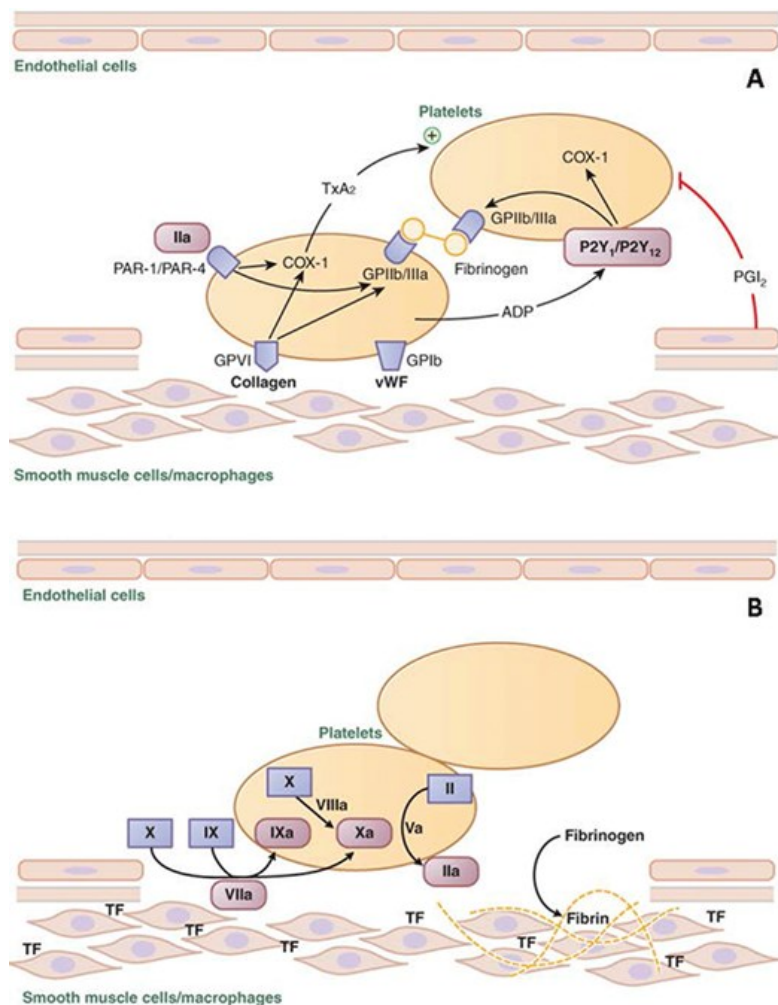 Endothelial cells
A
Platelets
+
COX-1
TxA2
GPIIb/IIIa
IIa
PAR-1/PAR-4
COX-1
GPIIb/IIIa
Fibrinogen
P2Y1/P2Y12
ADP
PGI2
GPVI
GPIb
Collagen
vWF
Smooth muscle cells/macrophages
Endothelial cells
B
Platelets
X
II
VIIIa
X
IX
IXa
Xa
Va
Fibrinogen
VIIa
IIa
TF
TF
TF
TF
Fibrin
TF
TF
TF
TF
Smooth muscle cells/macrophages